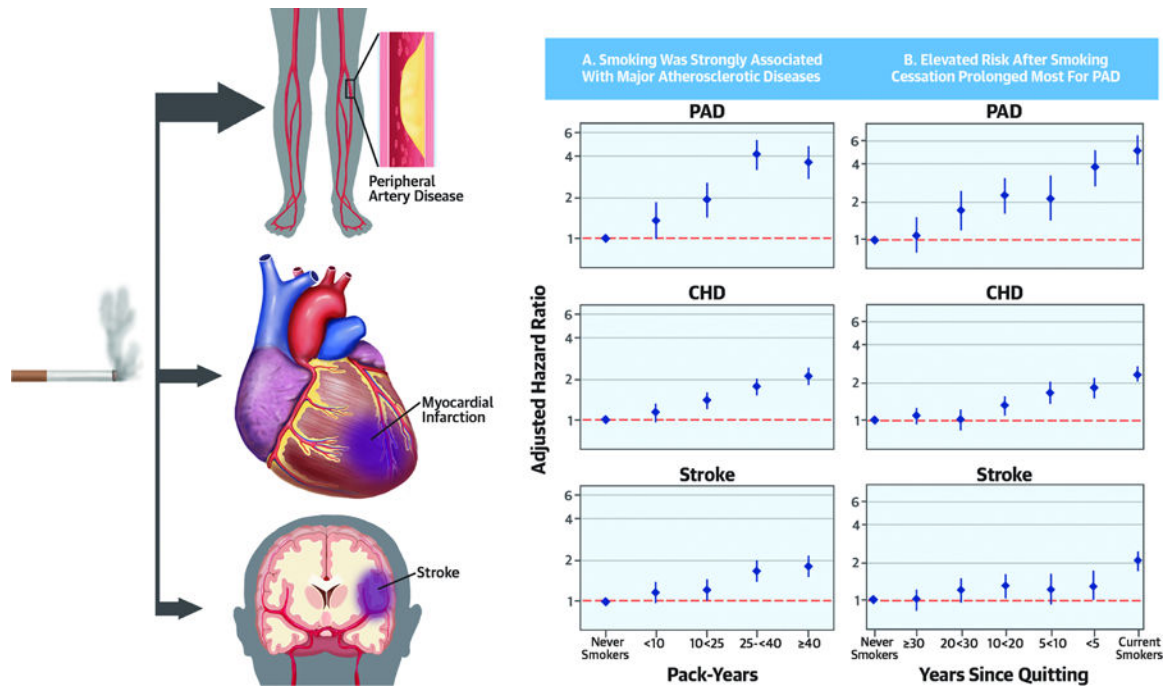 Peripheral
Artery Disease
Myocardial
Infarction
Stroke
A. Smoking Was Strongly Associated
With Major Atherosclerotic Diseases
B. Elevated Risk After Smoking
Cessation Prolonged Most For PAD
Adjusted Hazard Ratio
PAD
6
4
2
1
PAD
6
4
2
1
CHD
6
4
2
1
CHD
6
4
2
1
Stroke
6
4
2
1
Never
Smokers
<10
10<25
25-<40
≥40
Pack-Years
Stroke
6
4
2
1
Never
Smokers
≥30
20<30
10<20
5<10
<5
Current
Smokers
Years Since Quitting